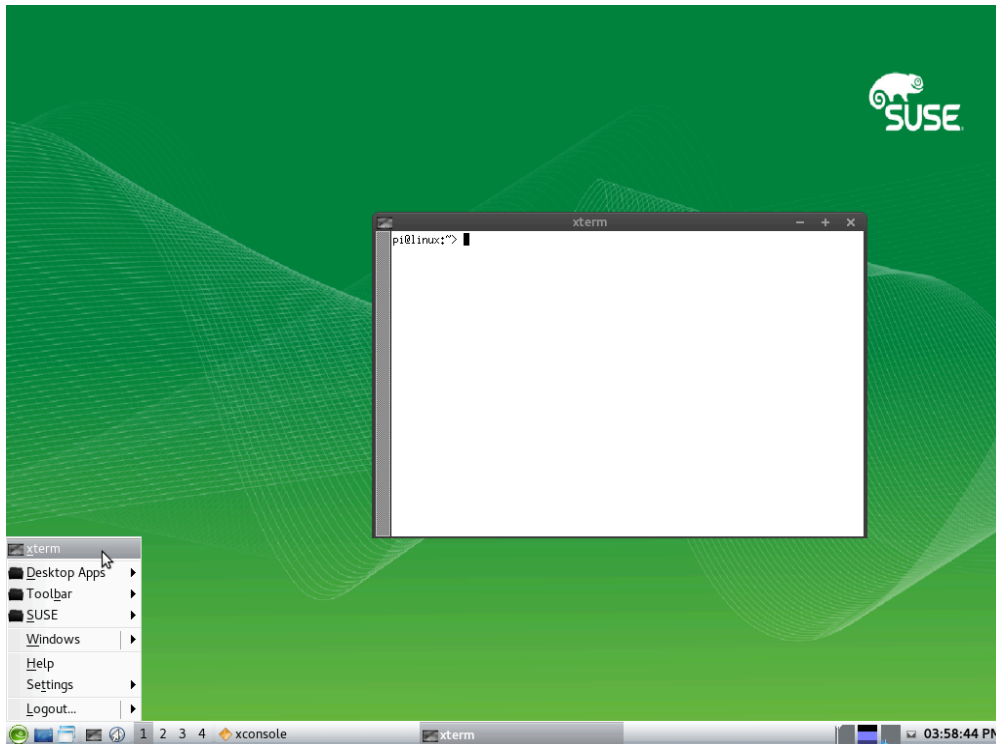 SUSE
xterm
pi@linux:~>
xterm
Desktop Apps
Toolbar
SUSE
Windows
Help
Settings
Logout...
1 2 3 4 xconsole xterm 03:58:44 PM